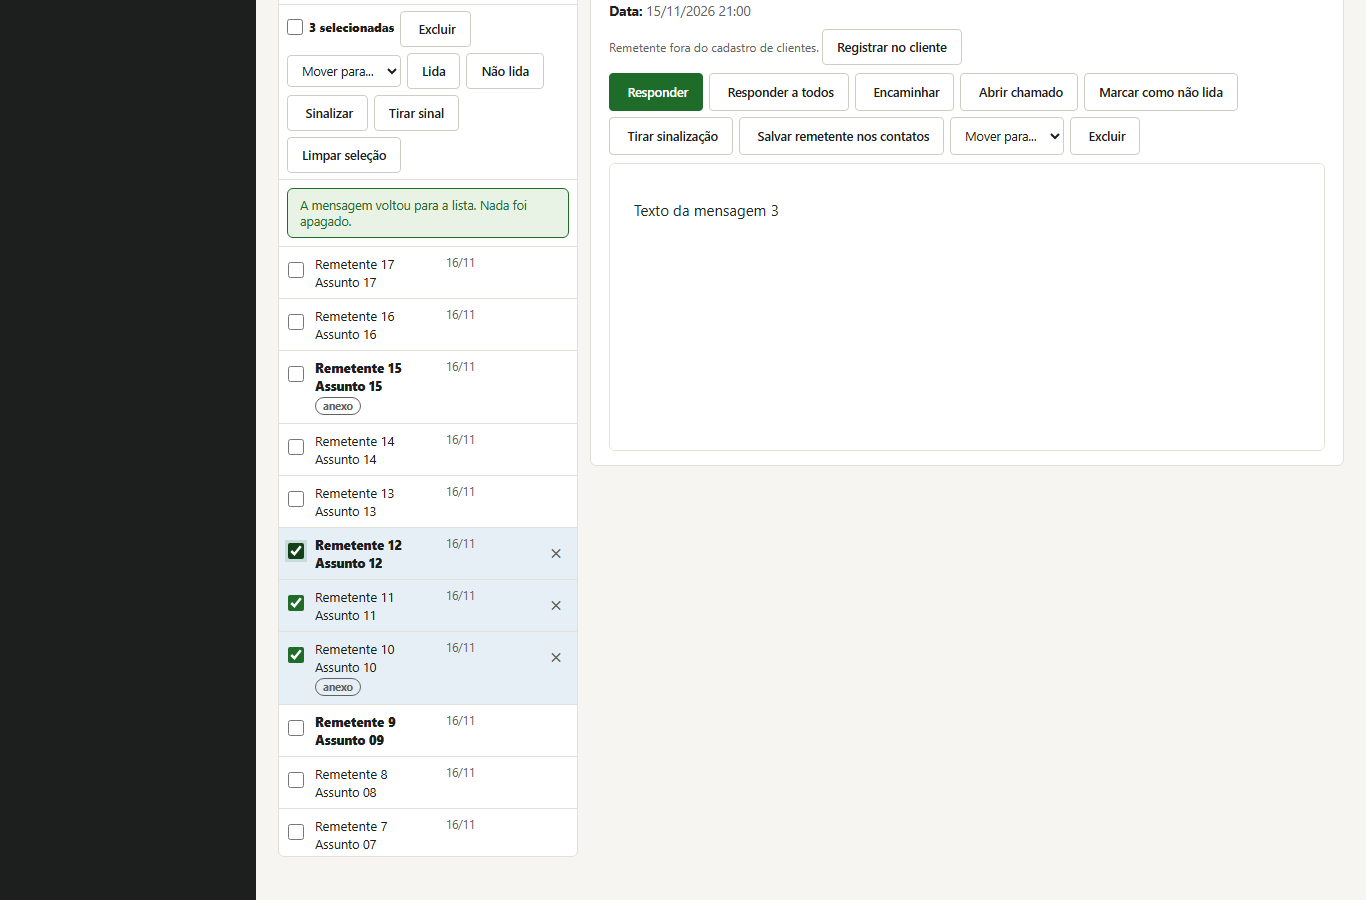 3 selecionadas Excluir
Mover para... Lida Não lida
Sinalizar Tirar sinal
Limpar seleção
A mensagem voltou para a lista. Nada foi
apagado.
Remetente 17 16/11
Assunto 17
Remetente 16 16/11
Assunto 16
Remetente 15 16/11
Assunto 15
anexo
Remetente 14 16/11
Assunto 14
Remetente 13 16/11
Assunto 13
Remetente 12 16/11 ×
Assunto 12
Remetente 11 16/11 ×
Assunto 11
Remetente 10 16/11 ×
Assunto 10
anexo
Remetente 9 16/11
Assunto 09
Remetente 8 16/11
Assunto 08
Remetente 7 16/11
Assunto 07
Data: 15/11/2026 21:00
Remetente fora do cadastro de clientes. Registrar no cliente
Responder Responder a todos Encaminhar Abrir chamado Marcar como não lida
Tirar sinalização Salvar remetente nos contatos Mover para... Excluir
Texto da mensagem 3